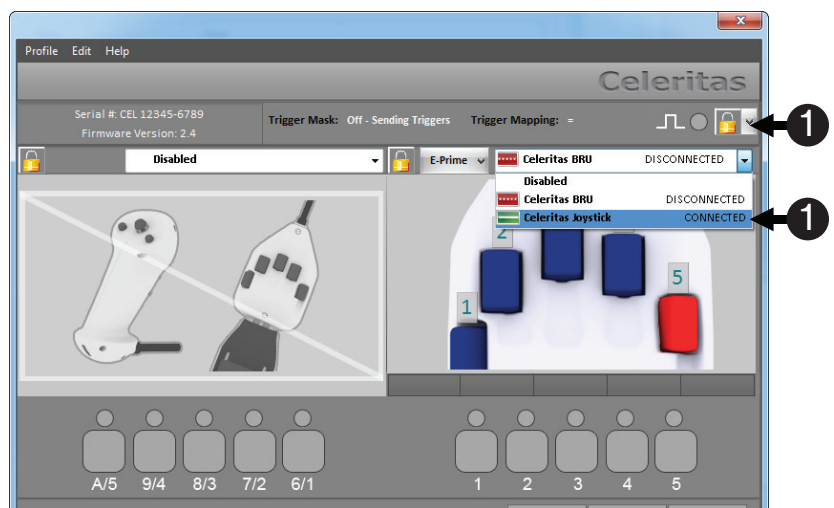 Profile Edit Help
Celeritas
Serial #: CEL 12345-6789
Firmware Version: 2.4
Trigger Mask: Off - Sending Triggers Trigger Mapping: =
1
Disabled
E-Prime
Celeritas BRU DISCONNECTED
Disabled
Celeritas BRU DISCONNECTED
Celeritas Joystick CONNECTED
1
2
5
1
A/5 9/4 8/3 7/2 6/1
1 2 3 4 5